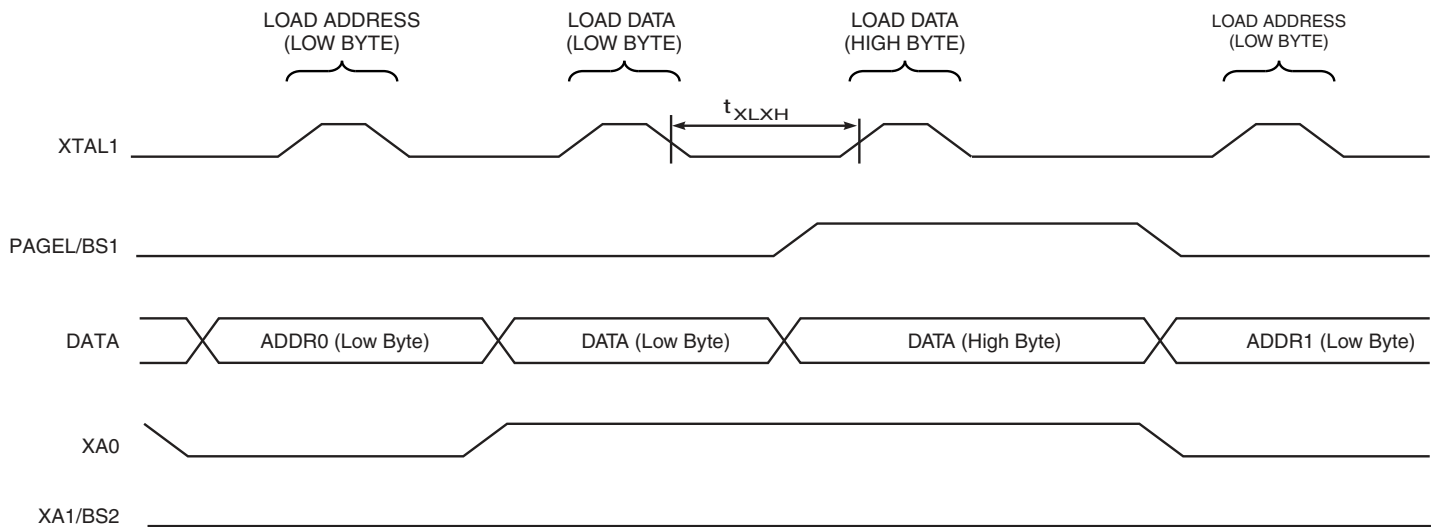 LOAD ADDRESS
(LOW BYTE)
LOAD DATA
(LOW BYTE)
LOAD DATA
(HIGH BYTE)
LOAD ADDRESS
(LOW BYTE)
tXLXH
XTAL1
PAGEL/BS1
DATA
ADDR0 (Low Byte)
DATA (Low Byte)
DATA (High Byte)
ADDR1 (Low Byte)
XA0
XA1/BS2